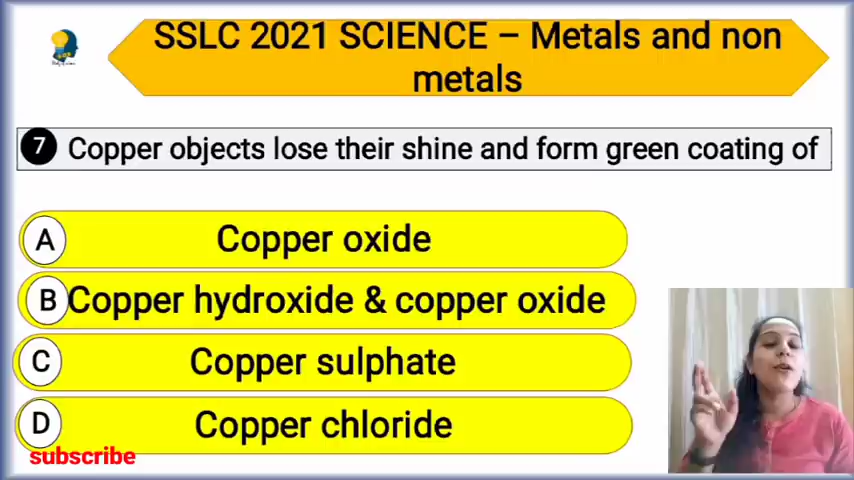 SSLC 2021 SCIENCE – Metals and non
metals
7 Copper objects lose their shine and form green coating of
A Copper oxide
B Copper hydroxide & copper oxide
C Copper sulphate
D Copper chloride
subscribe